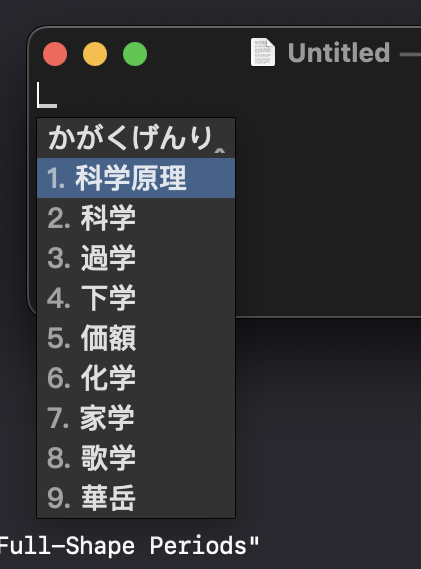 Untitled —
かがくげんり‸
1. 科学原理
2. 科学
3. 過学
4. 下学
5. 価額
6. 化学
7. 家学
8. 歌学
9. 華岳
Full-Shape Periods"